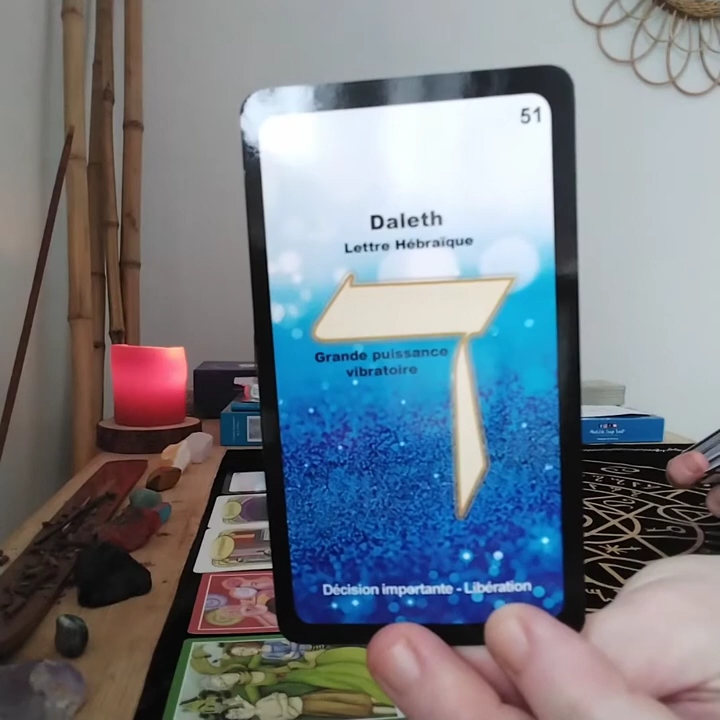 51
Daleth
Lettre Hébraïque
ד
Grande puissance
vibratoire
Décision importante - Libération